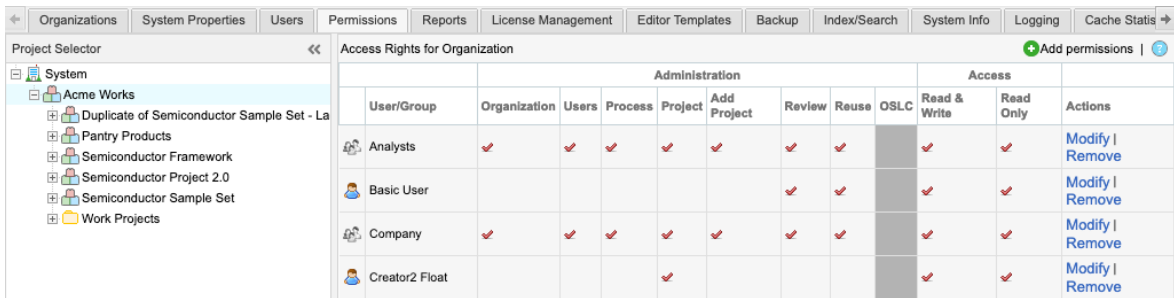 Organizations System Properties Users Permissions Reports License Management Editor Templates Backup Index/Search System Info Logging Cache Statis
Project Selector
System
Acme Works
Duplicate of Semiconductor Sample Set - La
Pantry Products
Semiconductor Framework
Semiconductor Project 2.0
Semiconductor Sample Set
Work Projects
Access Rights for Organization Add permissions | ?
Administration Access
User/Group Organization Users Process Project Add Project Review Reuse OSLC Read & Write Read Only Actions
Analysts Modify | Remove
Basic User Modify | Remove
Company Modify | Remove
Creator2 Float Modify | Remove